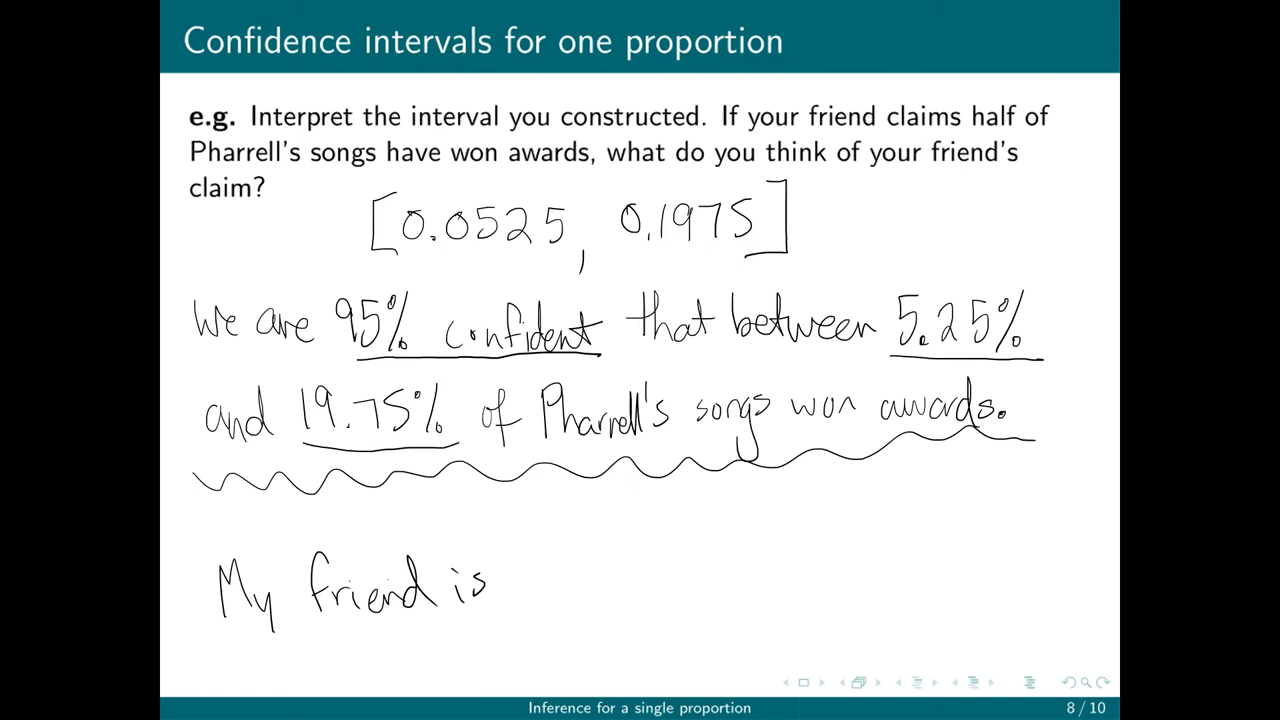 Confidence intervals for one proportion
e.g. Interpret the interval you constructed. If your friend claims half of
Pharrell's songs have won awards, what do you think of your friend's
claim?
[0.0525, 0.1975]
We are 95% confident that between 5.25%
and 19.75% of Pharrell's songs won awards.
My friend is
Inference for a single proportion
8 / 10